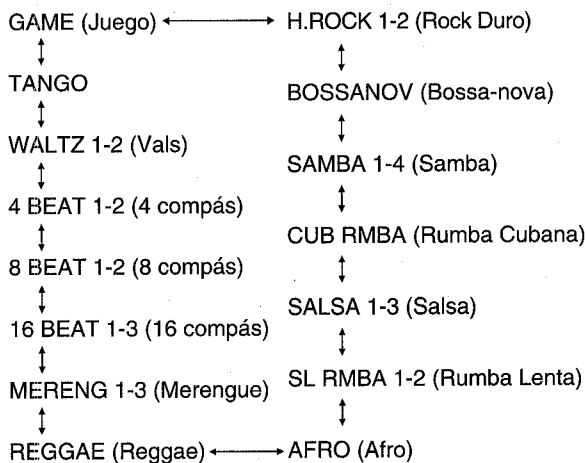 GAME (Juego)
TANGO
WALTZ 1-2 (Vals)
4 BEAT 1-2 (4 compás)
8 BEAT 1-2 (8 compás)
16 BEAT 1-3 (16 compás)
MERENG 1-3 (Merengue)
REGGAE (Reggae)
H.ROCK 1-2 (Rock Duro)
BOSSANOV (Bossa-nova)
SAMBA 1-4 (Samba)
CUB RMBA (Rumba Cubana)
SALSA 1-3 (Salsa)
SL RMBA 1-2 (Rumba Lenta)
AFRO (Afro)